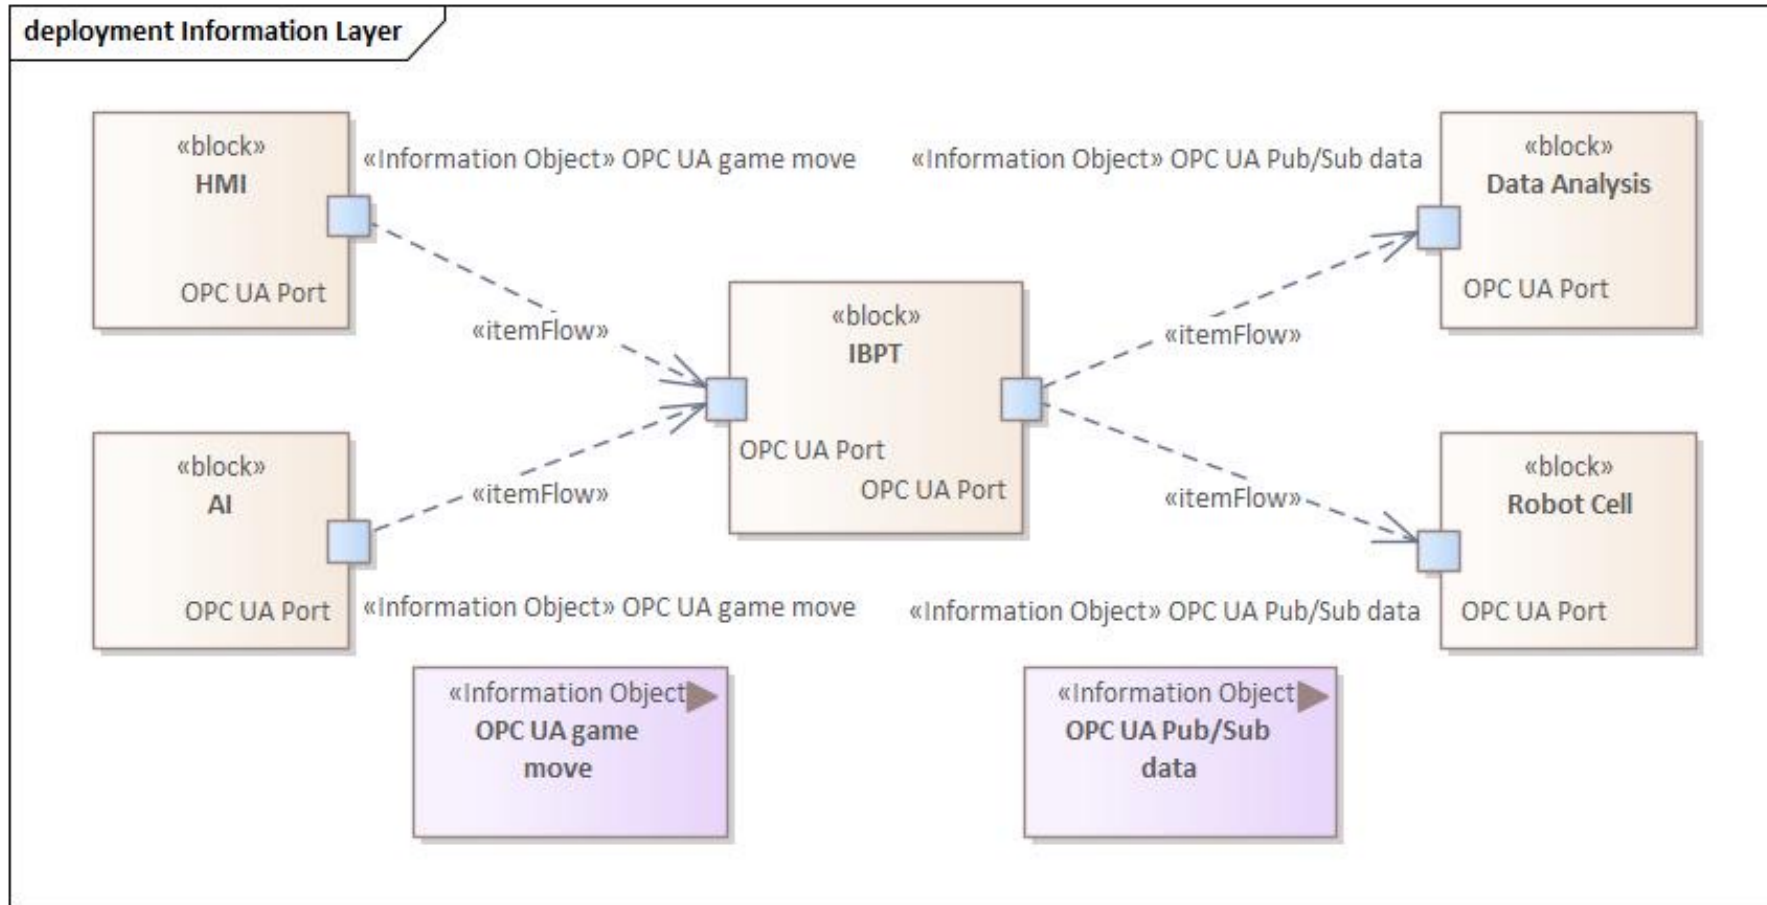 deployment Information Layer
«block»
HMI
OPC UA Port
«Information Object» OPC UA game move
«Information Object» OPC UA Pub/Sub data
«block»
Data Analysis
OPC UA Port
«itemFlow»
«itemFlow»
«block»
IBPT
OPC UA Port
OPC UA Port
«block»
AI
OPC UA Port
«itemFlow»
«itemFlow»
«block»
Robot Cell
OPC UA Port
«Information Object» OPC UA game move
«Information Object» OPC UA Pub/Sub data
«Information Object
OPC UA game
move
«Information Object
OPC UA Pub/Sub
data